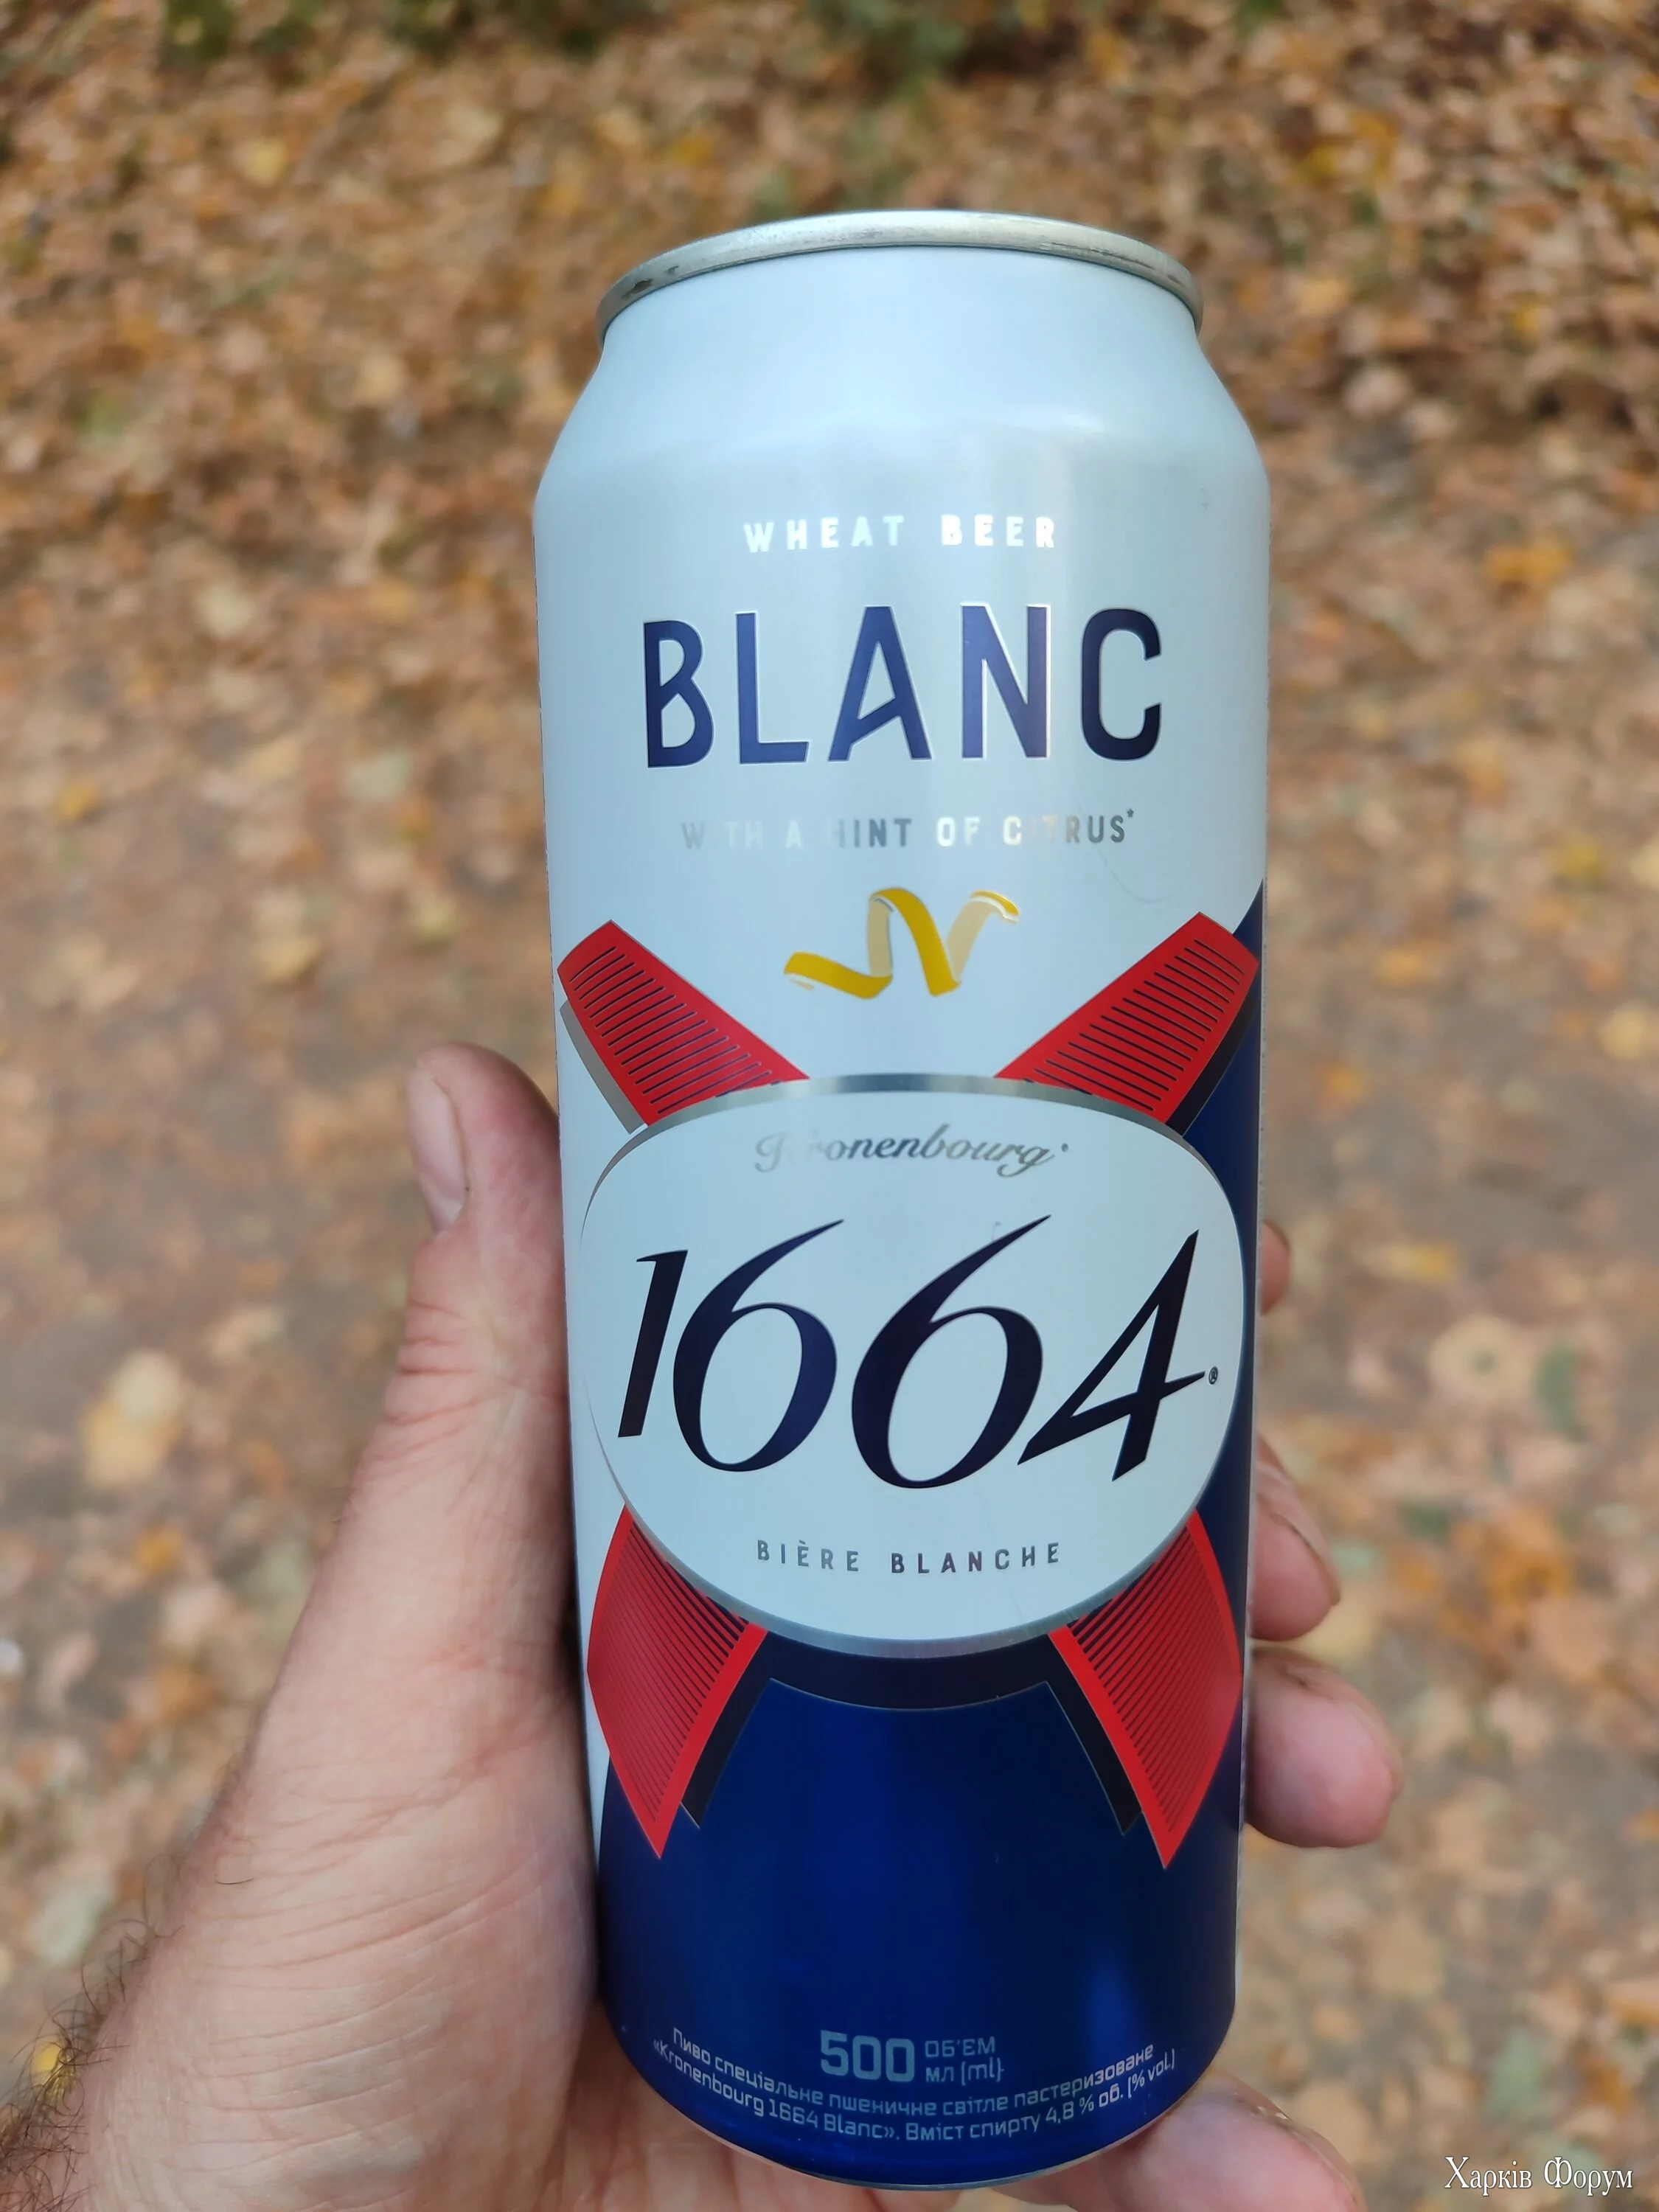 WHEAT BEER
BLANC
WITH A HINT OF CITRUS*
Kronenbourg®
1664®
BIÈRE BLANCHE
500 ОБ'ЄМ
мл (ml)
Пиво спеціальне пшеничне світле пастеризоване
«Kronenbourg 1664 Blanc». Вміст спирту 4,8 % об. (% vol.)
Харків Форум